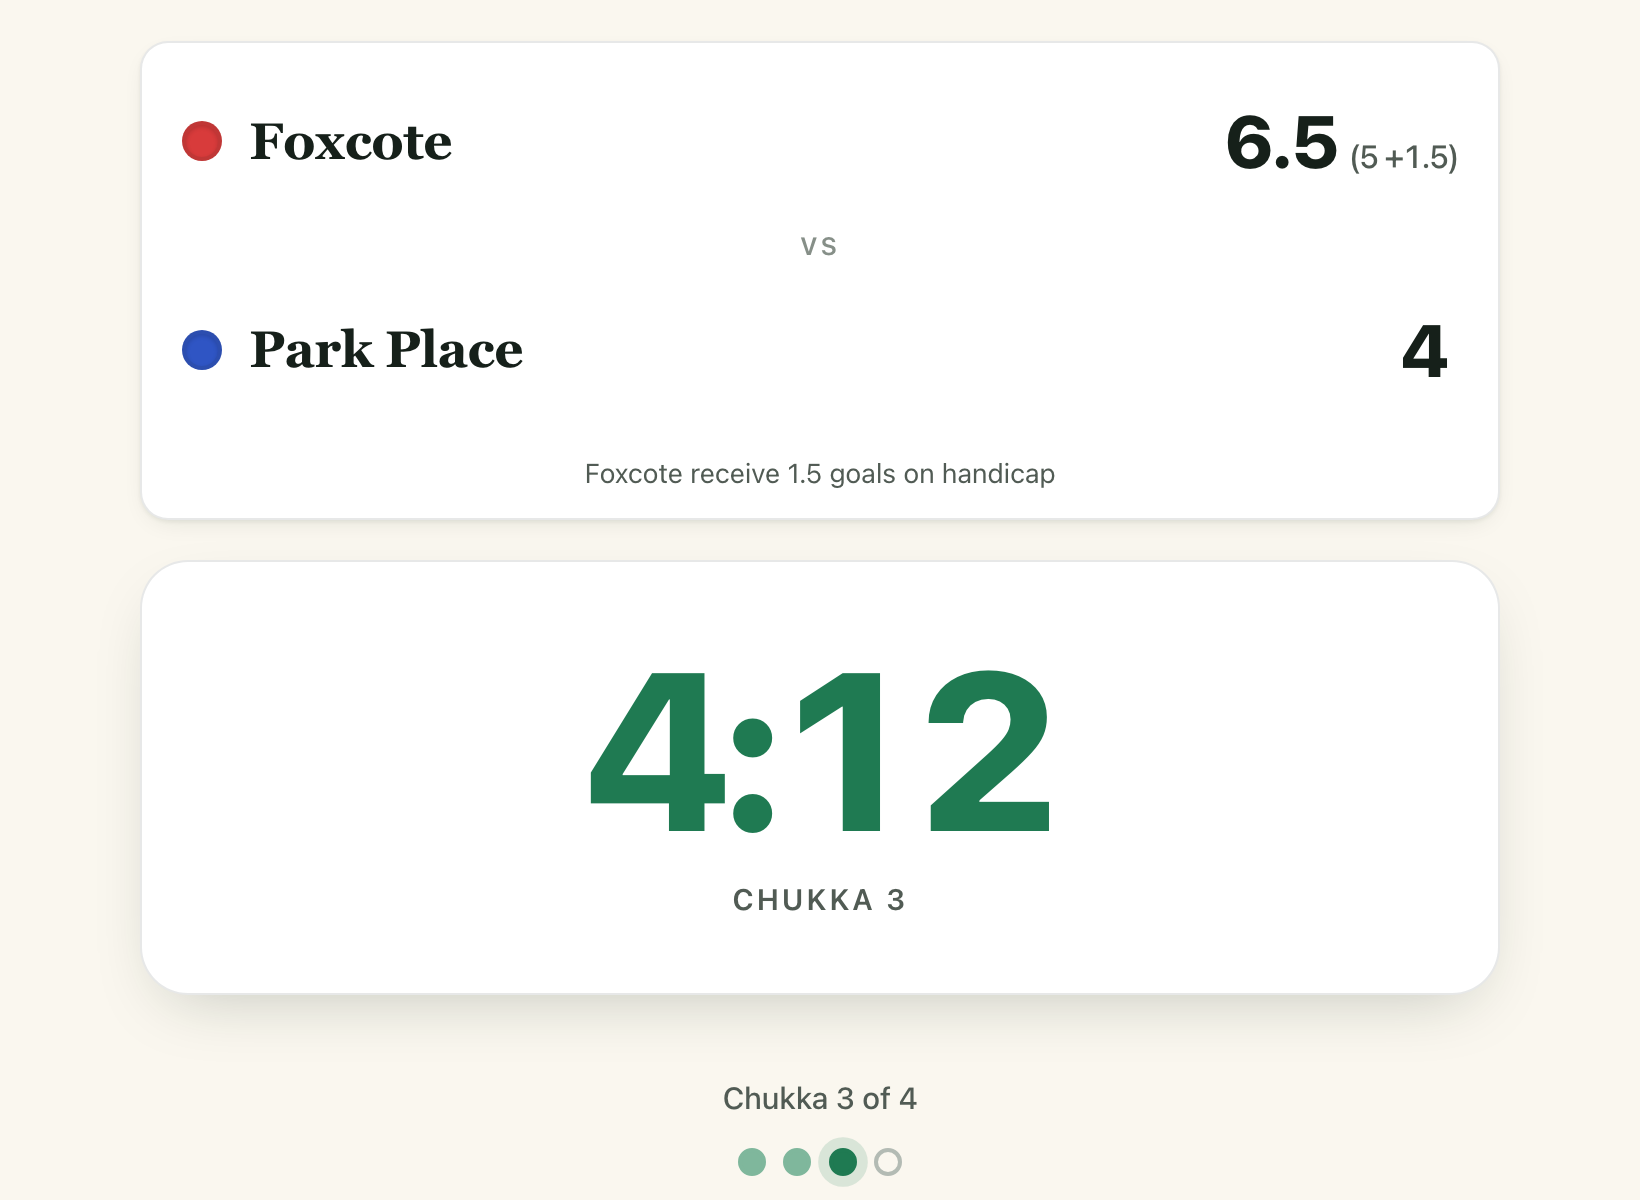 Foxcote 6.5 (5 +1.5)
VS
Park Place 4
Foxcote receive 1.5 goals on handicap
4:12
CHUKKA 3
Chukka 3 of 4